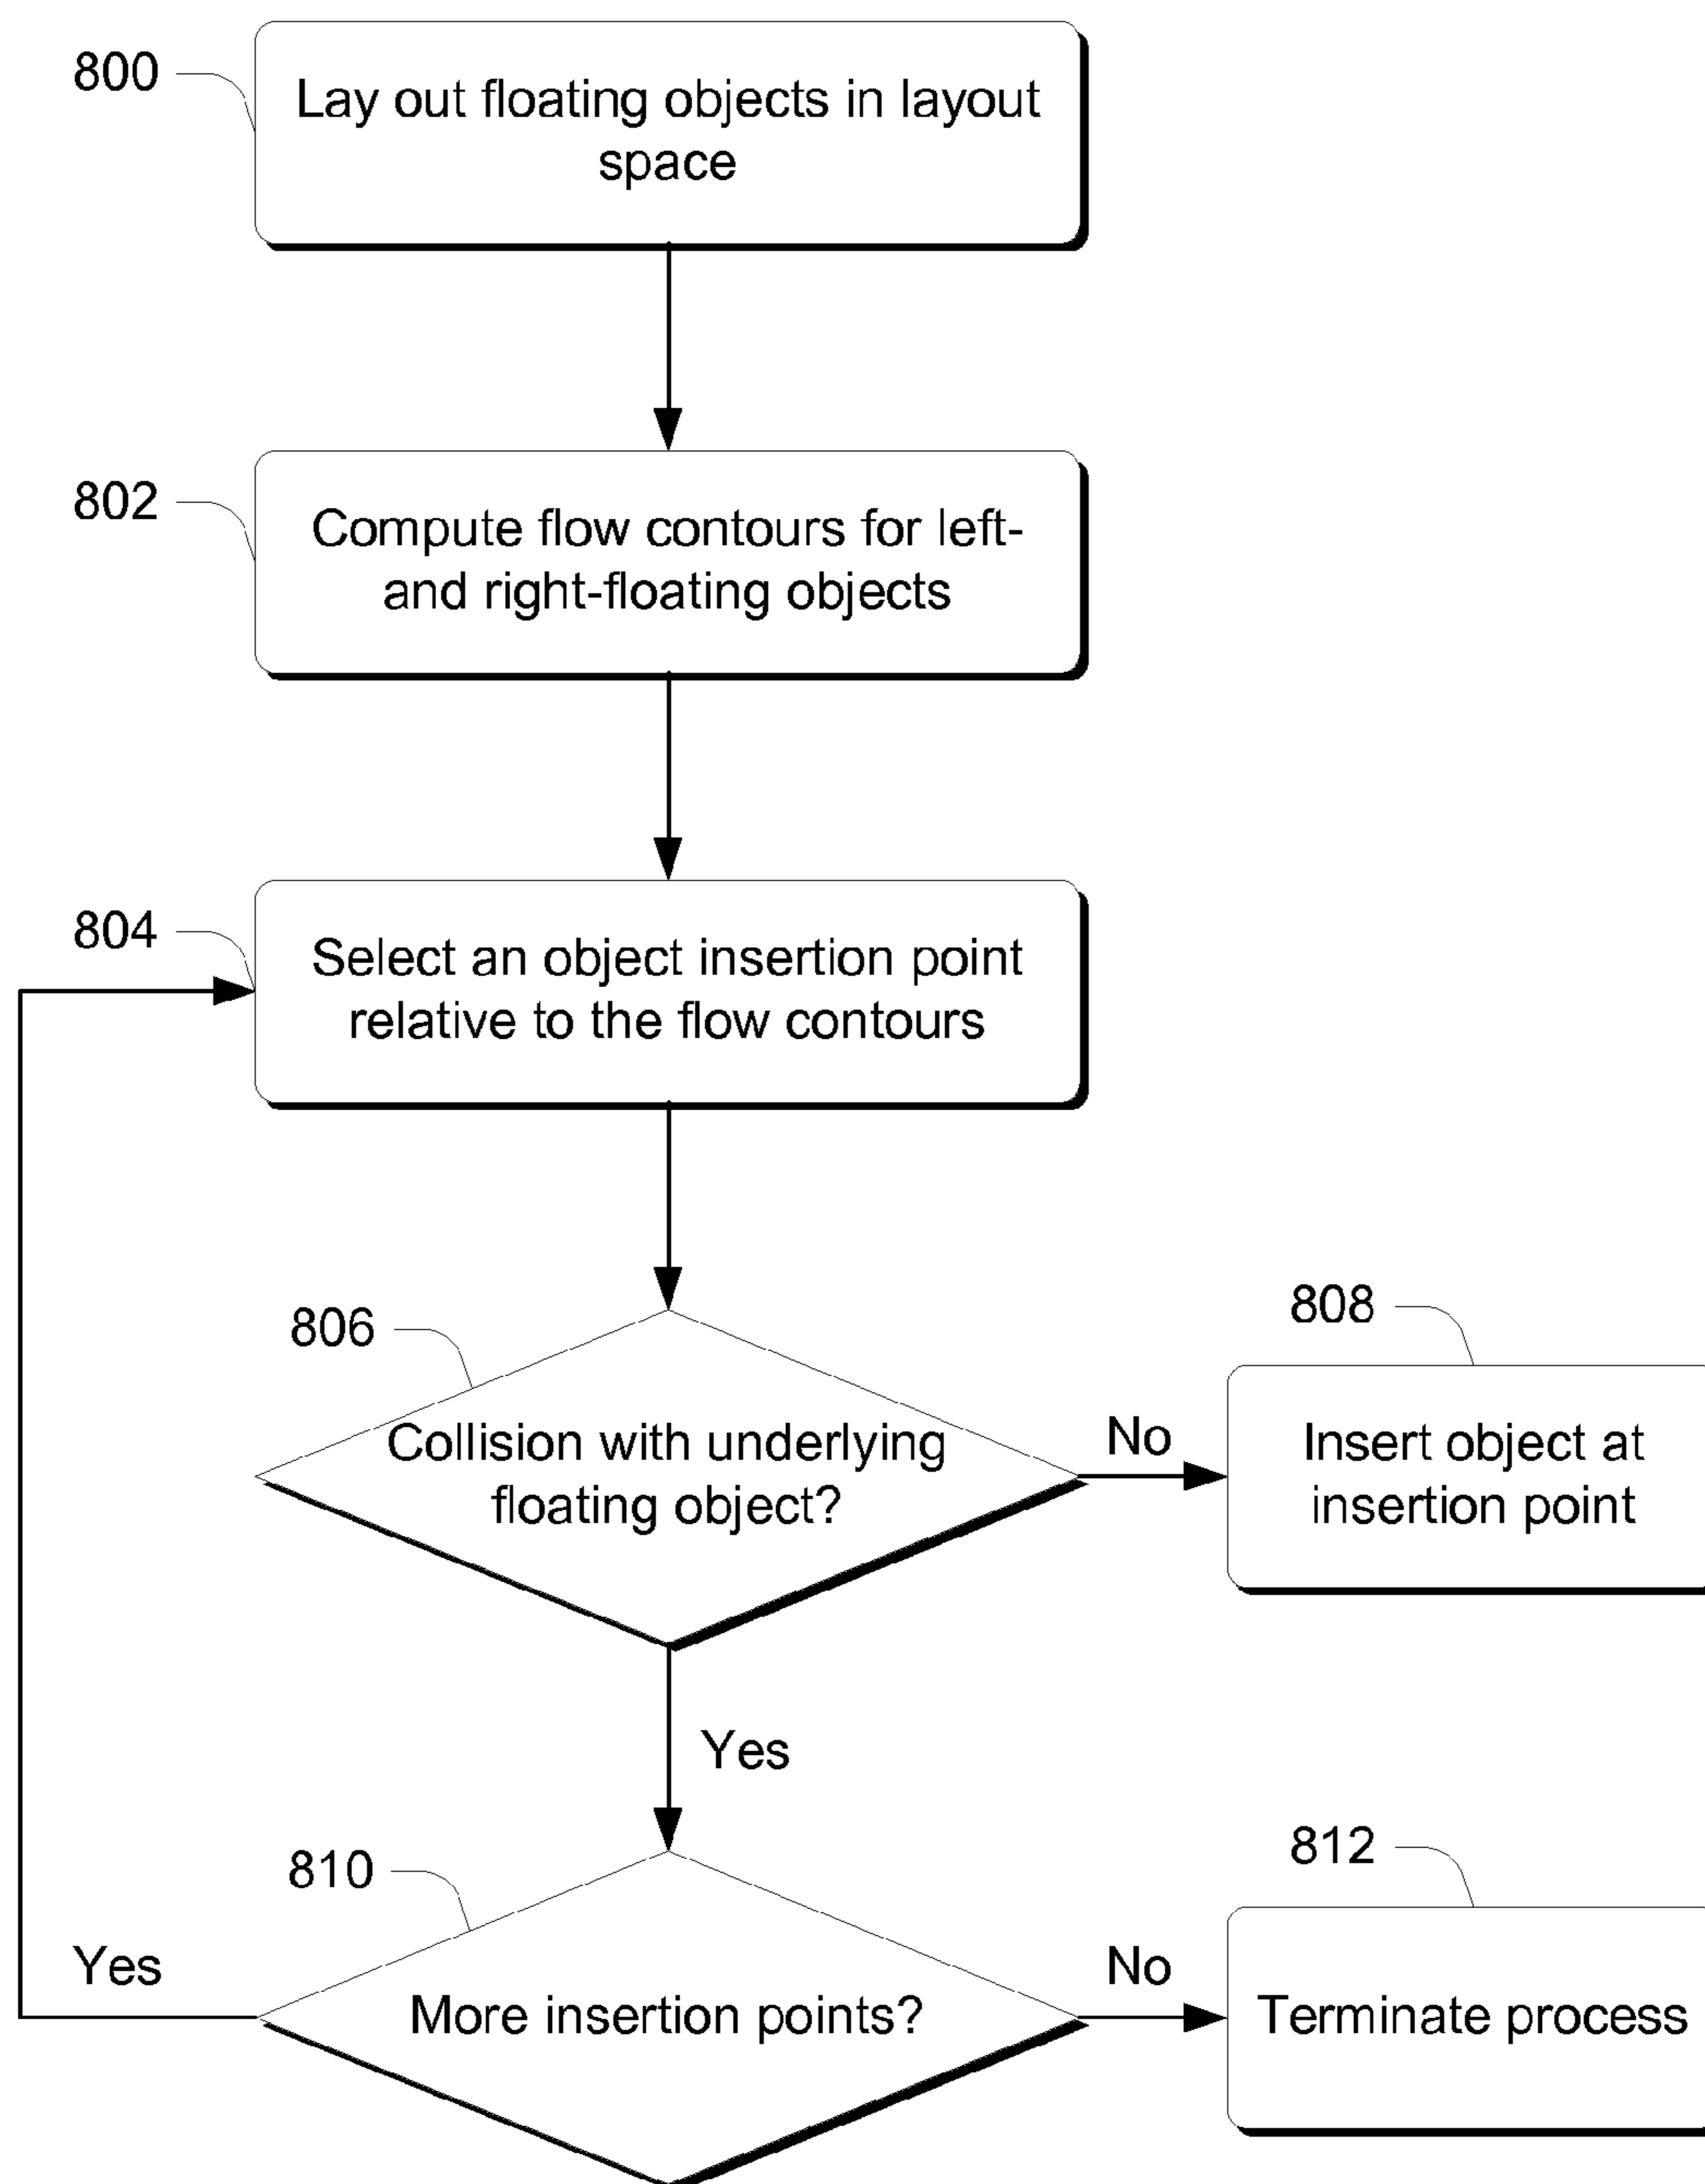 800
Lay out floating objects in layout
space
802
Compute flow contours for left-
and right-floating objects
804
Select an object insertion point
relative to the flow contours
806
Collision with underlying
floating object?
No
808
Insert object at
insertion point
Yes
810
More insertion points?
Yes
No
812
Terminate process